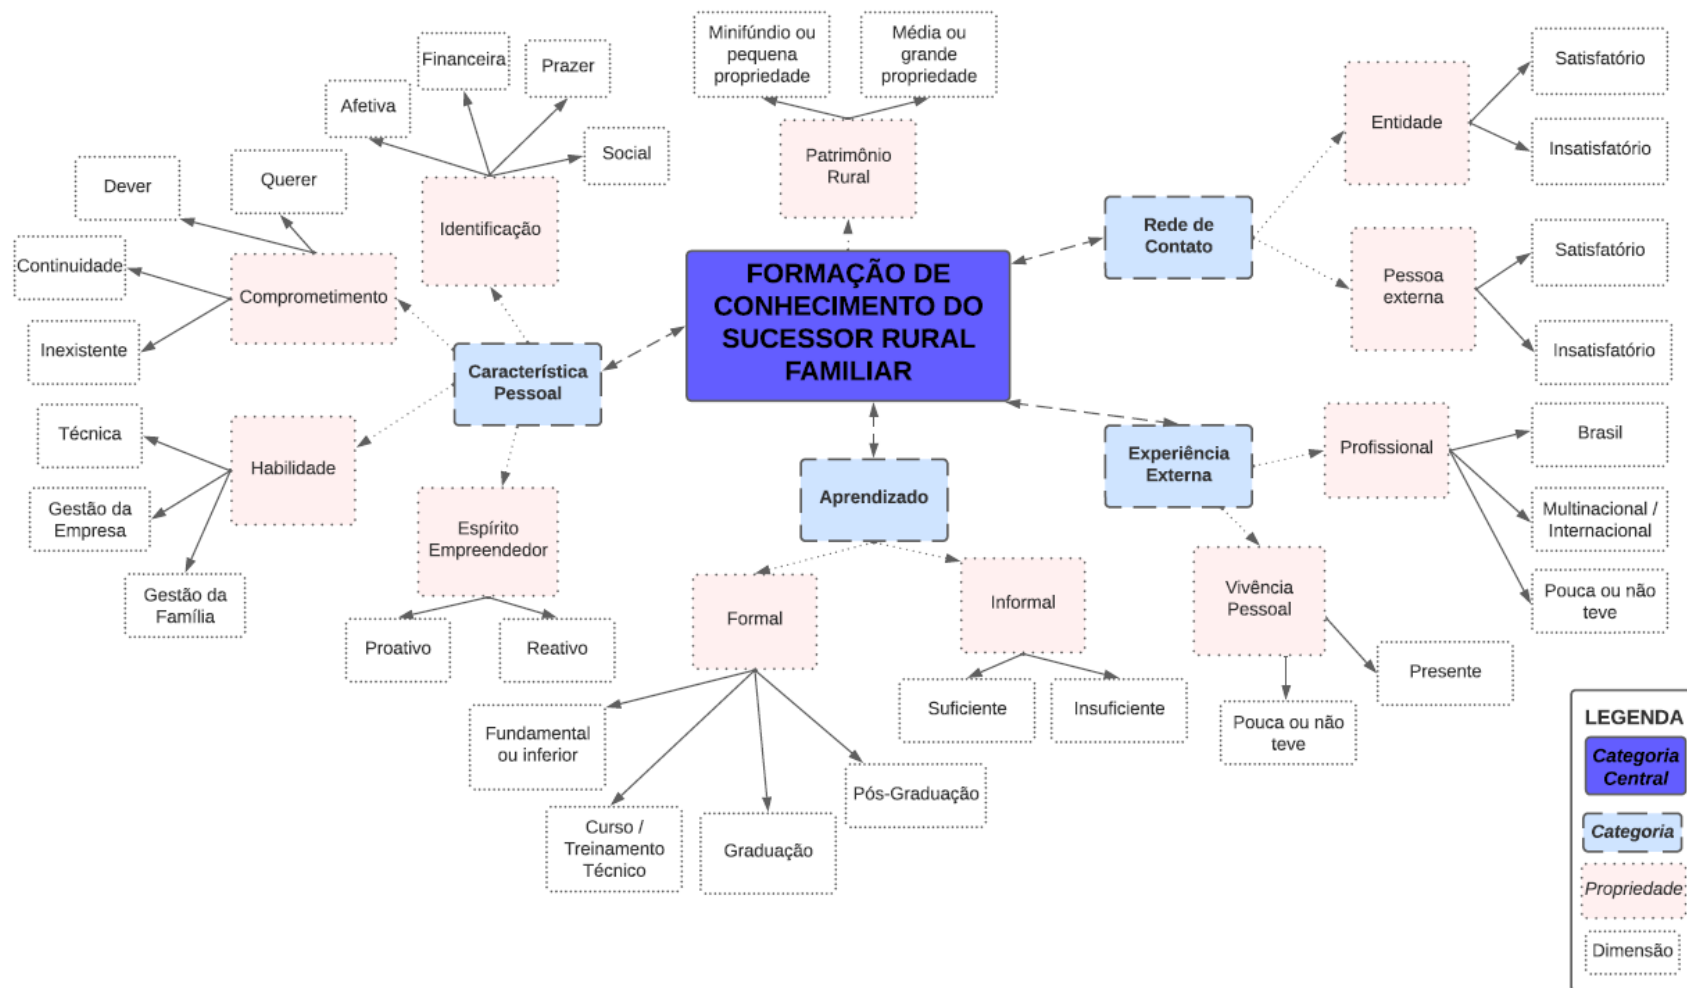 Minifúndio ou
pequena
propriedade
Média ou
grande
propriedade
Financeira
Prazer
Afetiva
Social
Dever
Querer
Identificação
Patrimônio
Rural
Continuidade
Comprometimento
Inexistente
Característica
Pessoal
FORMAÇÃO DE
CONHECIMENTO DO
SUCESSOR RURAL
FAMILIAR
Rede de
Contato
Entidade
Satisfatório
Insatisfatório
Pessoa
externa
Satisfatório
Insatisfatório
Técnica
Habilidade
Gestão da
Empresa
Gestão da
Família
Espírito
Empreendedor
Proativo
Reativo
Aprendizado
Formal
Informal
Fundamental
ou inferior
Curso /
Treinamento
Técnico
Graduação
Pós-Graduação
Suficiente
Insuficiente
Experiência
Externa
Profissional
Brasil
Multinacional /
Internacional
Pouca ou não
teve
Vivência
Pessoal
Presente
Pouca ou não
teve
LEGENDA
Categoria
Central
Categoria
Propriedade
Dimensão